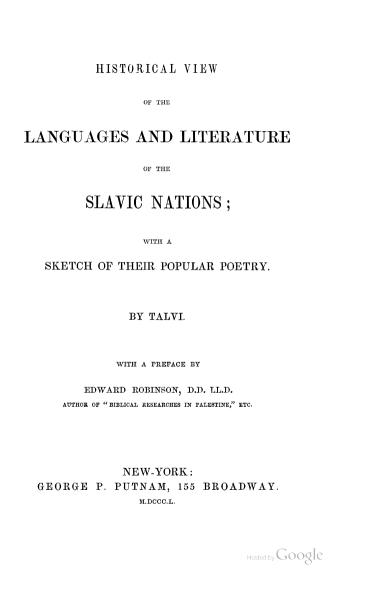 HISTORICAL VIEW
OF THE
LANGUAGES AND LITERATURE
OF THE
SLAVIC NATIONS;
WITH A
SKETCH OF THEIR POPULAR POETRY.
BY TALVI.
WITH A PREFACE BY
EDWARD ROBINSON, D.D. LL.D.
AUTHOR OF "BIBLICAL RESEARCHES IN PALESTINE," ETC.
NEW-YORK:
GEORGE P. PUTNAM, 155 BROADWAY.
M.DCCC.L.
Hosted by Google